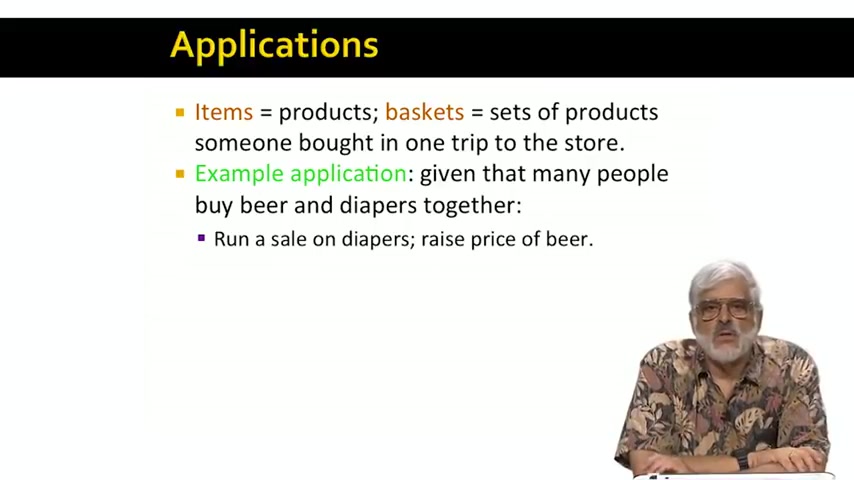 Applications
Items = products; baskets = sets of products
someone bought in one trip to the store.
Example application: given that many people
buy beer and diapers together:
Run a sale on diapers; raise price of beer.